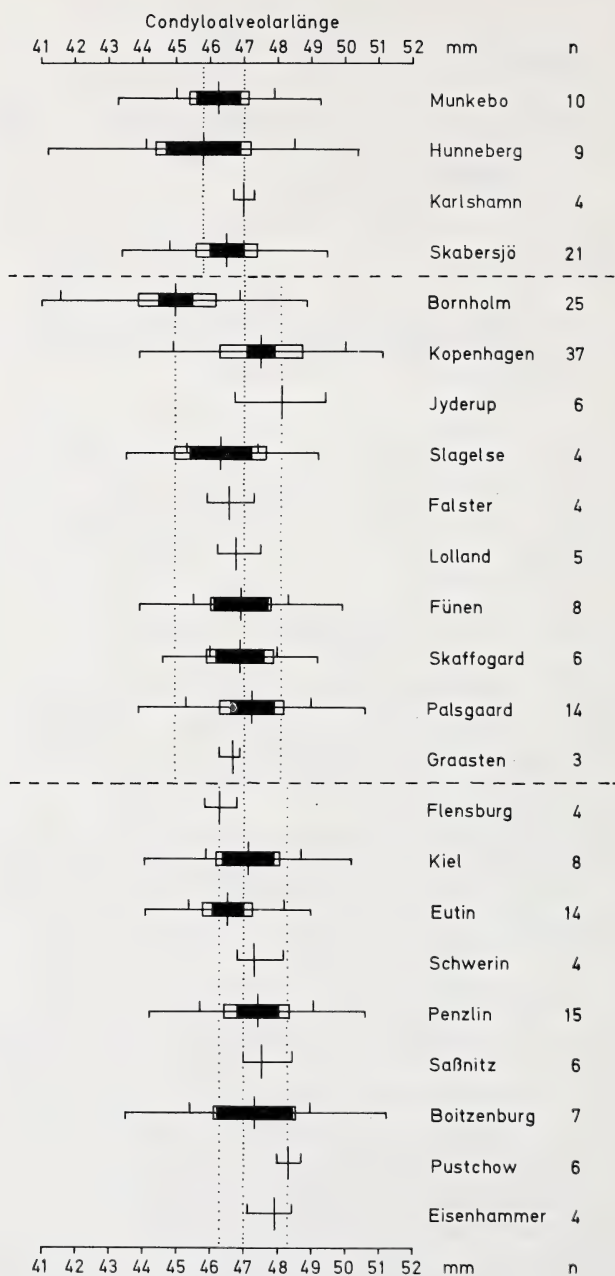 Condyloalveolarlänge
41 42 43 44 45 46 47 48 49 50 51 52 mm n
Munkebo 10
Hunneberg 9
Karlshamn 4
Skabersjö 21
Bornholm 25
Kopenhagen 37
Jyderup 6
Slagelse 4
Falster 4
Lolland 5
Fünen 8
Skaffogard 6
Palsgaard 14
Graasten 3
Flensburg 4
Kiel 8
Eutin 14
Schwerin 4
Penzlin 15
Saßnitz 6
Boitzenburg 7
Pustchow 6
Eisenhammer 4
41 42 43 44 45 46 47 48 49 50 51 52 mm n